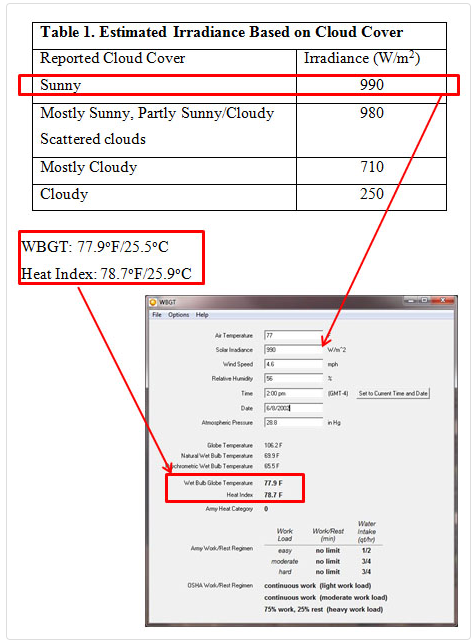 Table 1. Estimated Irradiance Based on Cloud Cover
Reported Cloud Cover Irradiance (W/m²)
Sunny 990
Mostly Sunny, Partly Sunny/Cloudy 980
Scattered clouds
Mostly Cloudy 710
Cloudy 250
WBGT: 77.9ºF/25.5ºC
Heat Index: 78.7ºF/25.9ºC
WBGT
File Options Help
Air Temperature 77
Solar Irradiance 990 W/m^2
Wind Speed 4.6 mph
Relative Humidity 56 %
Time 2:00 pm (GMT-4) Set to Current Time and Date
Date 6/8/2002
Atmospheric Pressure 28.8 in Hg
Globe Temperature 106.2 F
Natural Wet Bulb Temperature 69.9 F
ychrometric Wet Bulb Temperature 65.5 F
Wet Bulb Globe Temperature 77.9 F
Heat Index 78.7 F
Army Heat Category 0
Work Load Work/Rest (min) Water Intake (qt/hr)
Army Work/Rest Regimen easy no limit 1/2
moderate no limit 3/4
hard no limit 3/4
OSHA Work/Rest Regimen continuous work (light work load)
continuous work (moderate work load)
75% work, 25% rest (heavy work load)